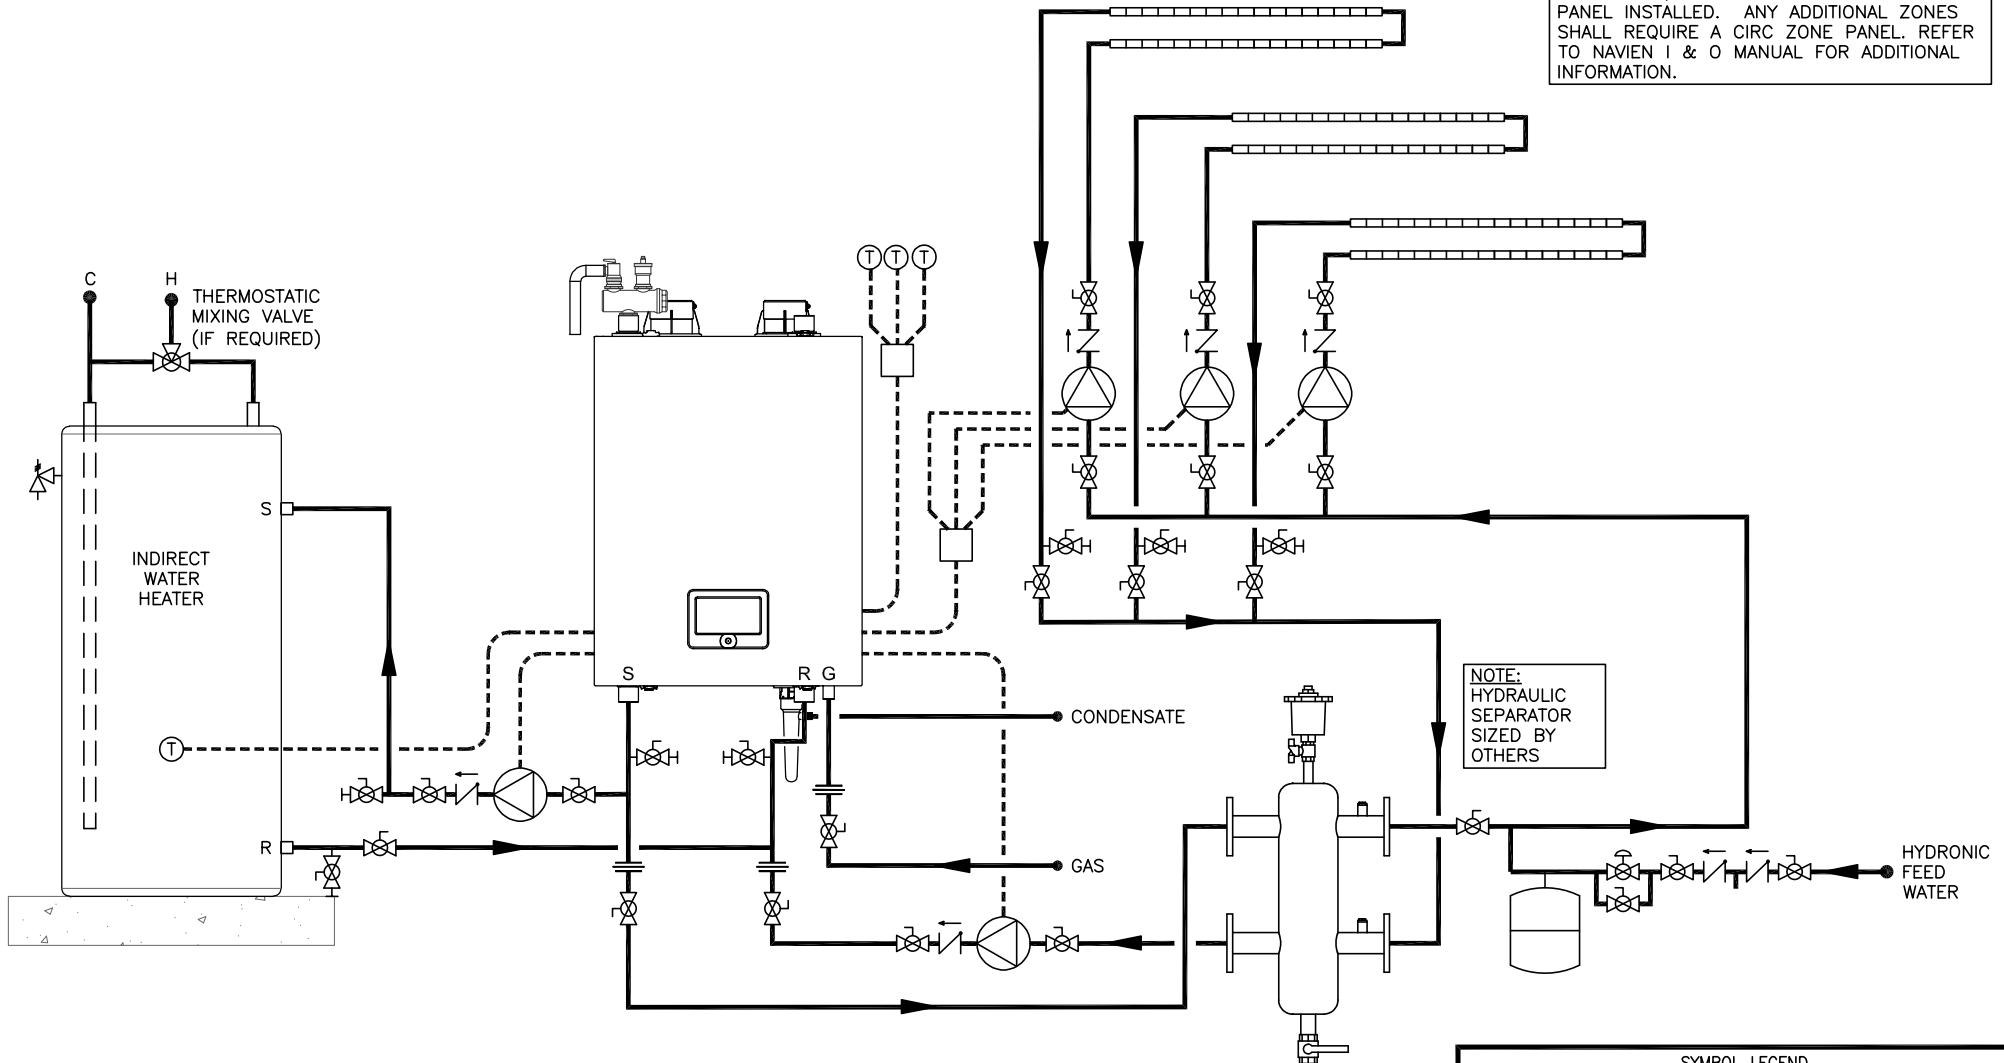 PANEL INSTALLED. ANY ADDITIONAL ZONES
SHALL REQUIRE A CIRC ZONE PANEL. REFER
TO NAVIEN I & O MANUAL FOR ADDITIONAL
INFORMATION.
C
H
THERMOSTATIC
MIXING VALVE
(IF REQUIRED)
T T T
S
INDIRECT
WATER
HEATER
S
R G
NOTE:
HYDRAULIC
SEPARATOR
SIZED BY
OTHERS
CONDENSATE
T
R
GAS
HYDRONIC
FEED
WATER
SYMBOL LEGEND